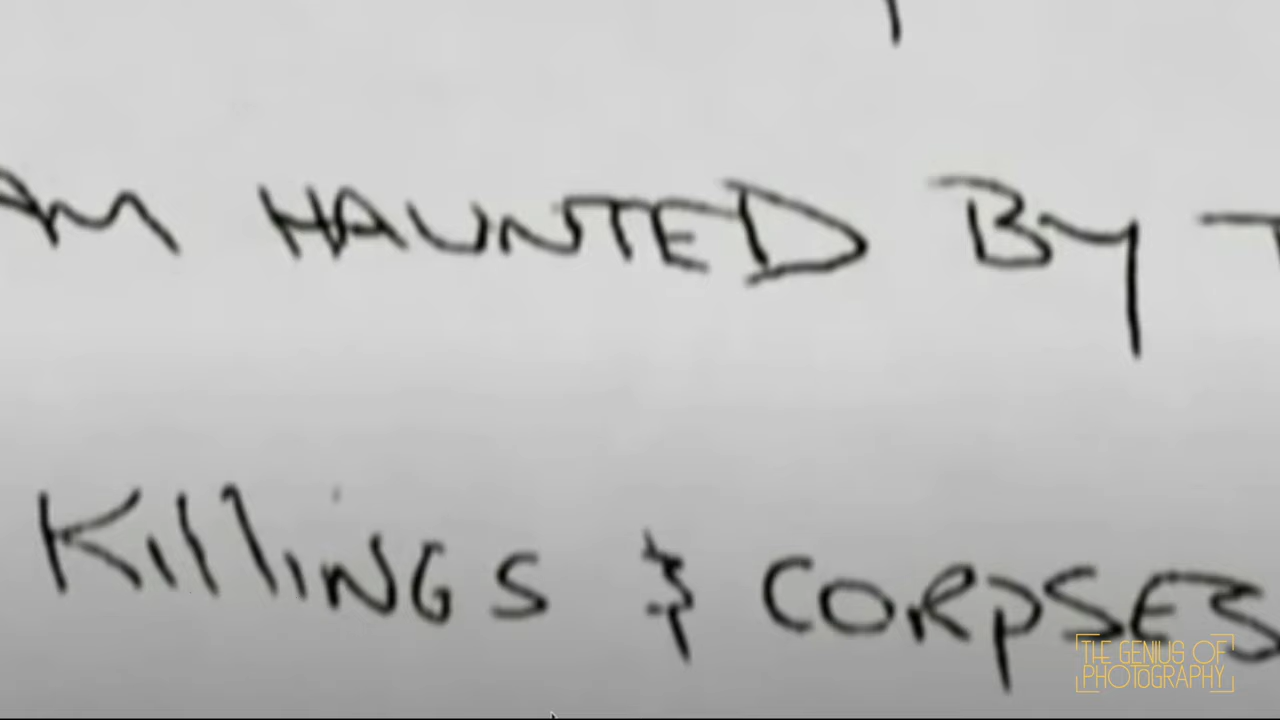 AM HAUNTED BY T
KillINGS & CORPSES
THE GENIUS OF
PHOTOGRAPHY